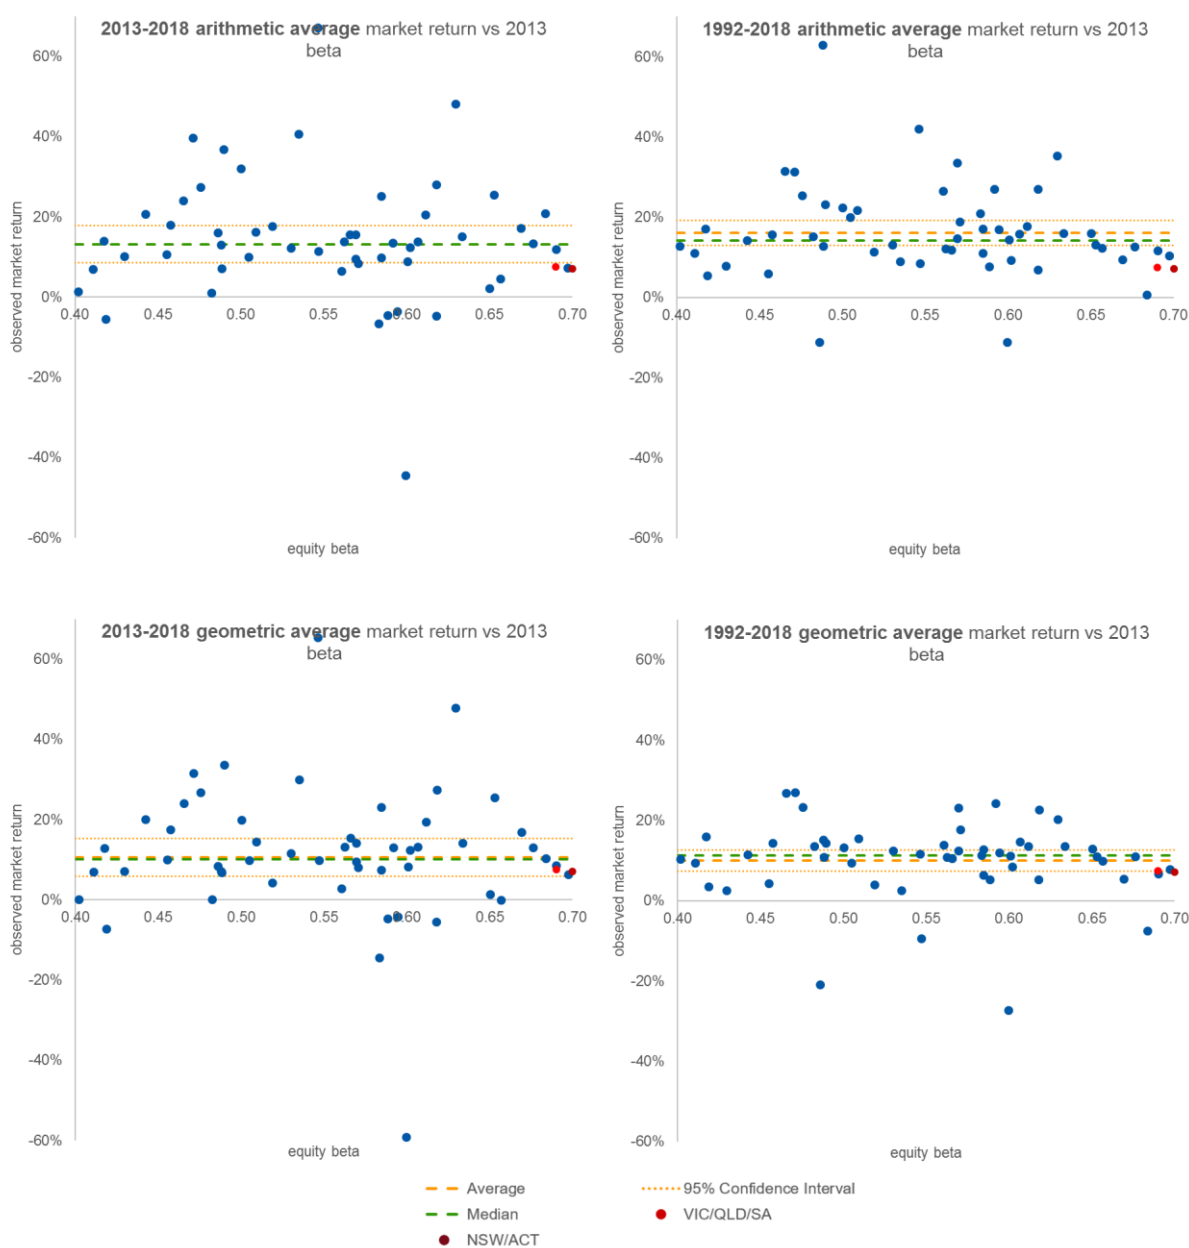 2013-2018 arithmetic average market return vs 2013
beta
60%
40%
20%
0%
-20%
-40%
-60%
0.40
0.45
0.50
0.55
0.60
0.65
0.70
observed market return
equity beta
1992-2018 arithmetic average market return vs 2013
beta
60%
40%
20%
0%
-20%
-40%
-60%
0.40
0.45
0.50
0.55
0.60
0.65
0.70
observed market return
equity beta
2013-2018 geometric average market return vs 2013
beta
60%
40%
20%
0%
-20%
-40%
-60%
0.40
0.45
0.50
0.55
0.60
0.65
0.70
observed market return
equity beta
1992-2018 geometric average market return vs 2013
beta
60%
40%
20%
0%
-20%
-40%
-60%
0.40
0.45
0.50
0.55
0.60
0.65
0.70
observed market return
equity beta
Average
95% Confidence Interval
Median
VIC/QLD/SA
NSW/ACT